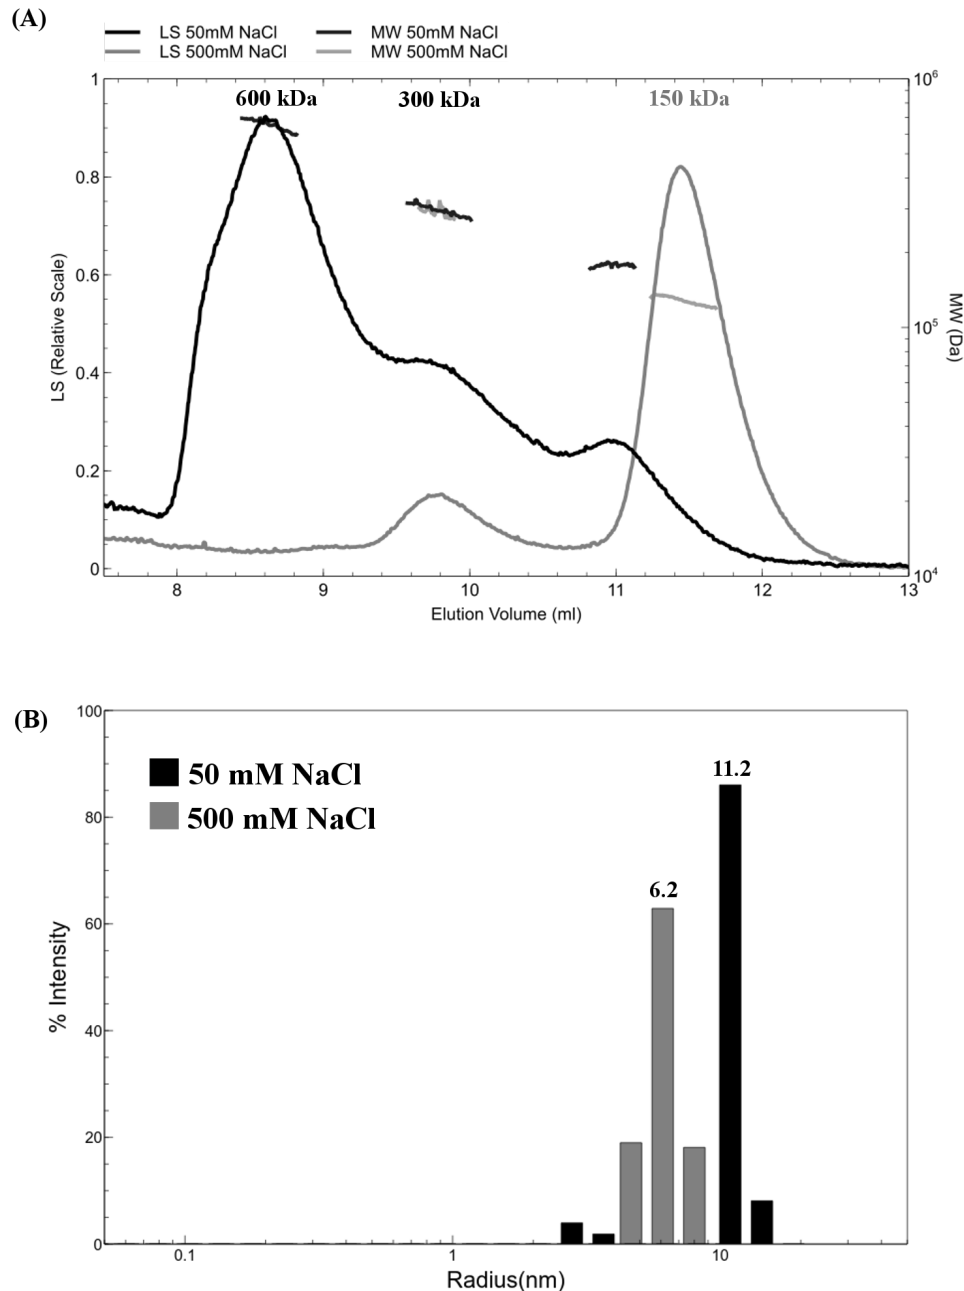 (A)
LS 50mM NaCl MW 50mM NaCl
LS 500mM NaCl MW 500mM NaCl
1
0.8
0.6
0.4
0.2
0
LS (Relative Scale)
600 kDa 300 kDa 150 kDa
10^6
10^5
10^4
MW (Da)
8 9 10 11 12 13
Elution Volume (ml)
(B)
100
80
60
40
20
0
% Intensity
50 mM NaCl
500 mM NaCl
11.2
6.2
0.1 1 10
Radius(nm)